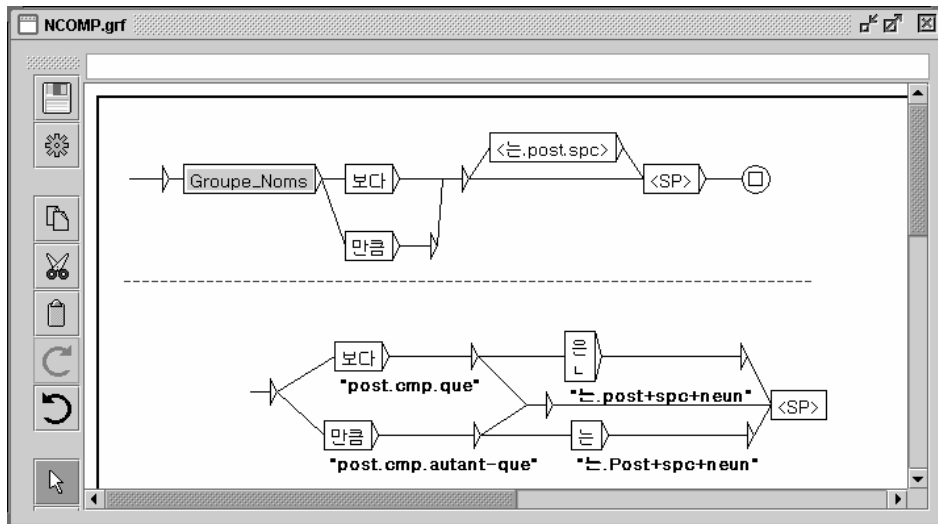 NCOMP.grf
<는.post.spc>
Groupe_Noms
보다
<SP>
만큼
보다
은
ㄴ
"post.cmp.que"
"는.post+spc+neun"
<SP>
만큼
는
"post.cmp.autant-que"
"는.Post+spc+neun"